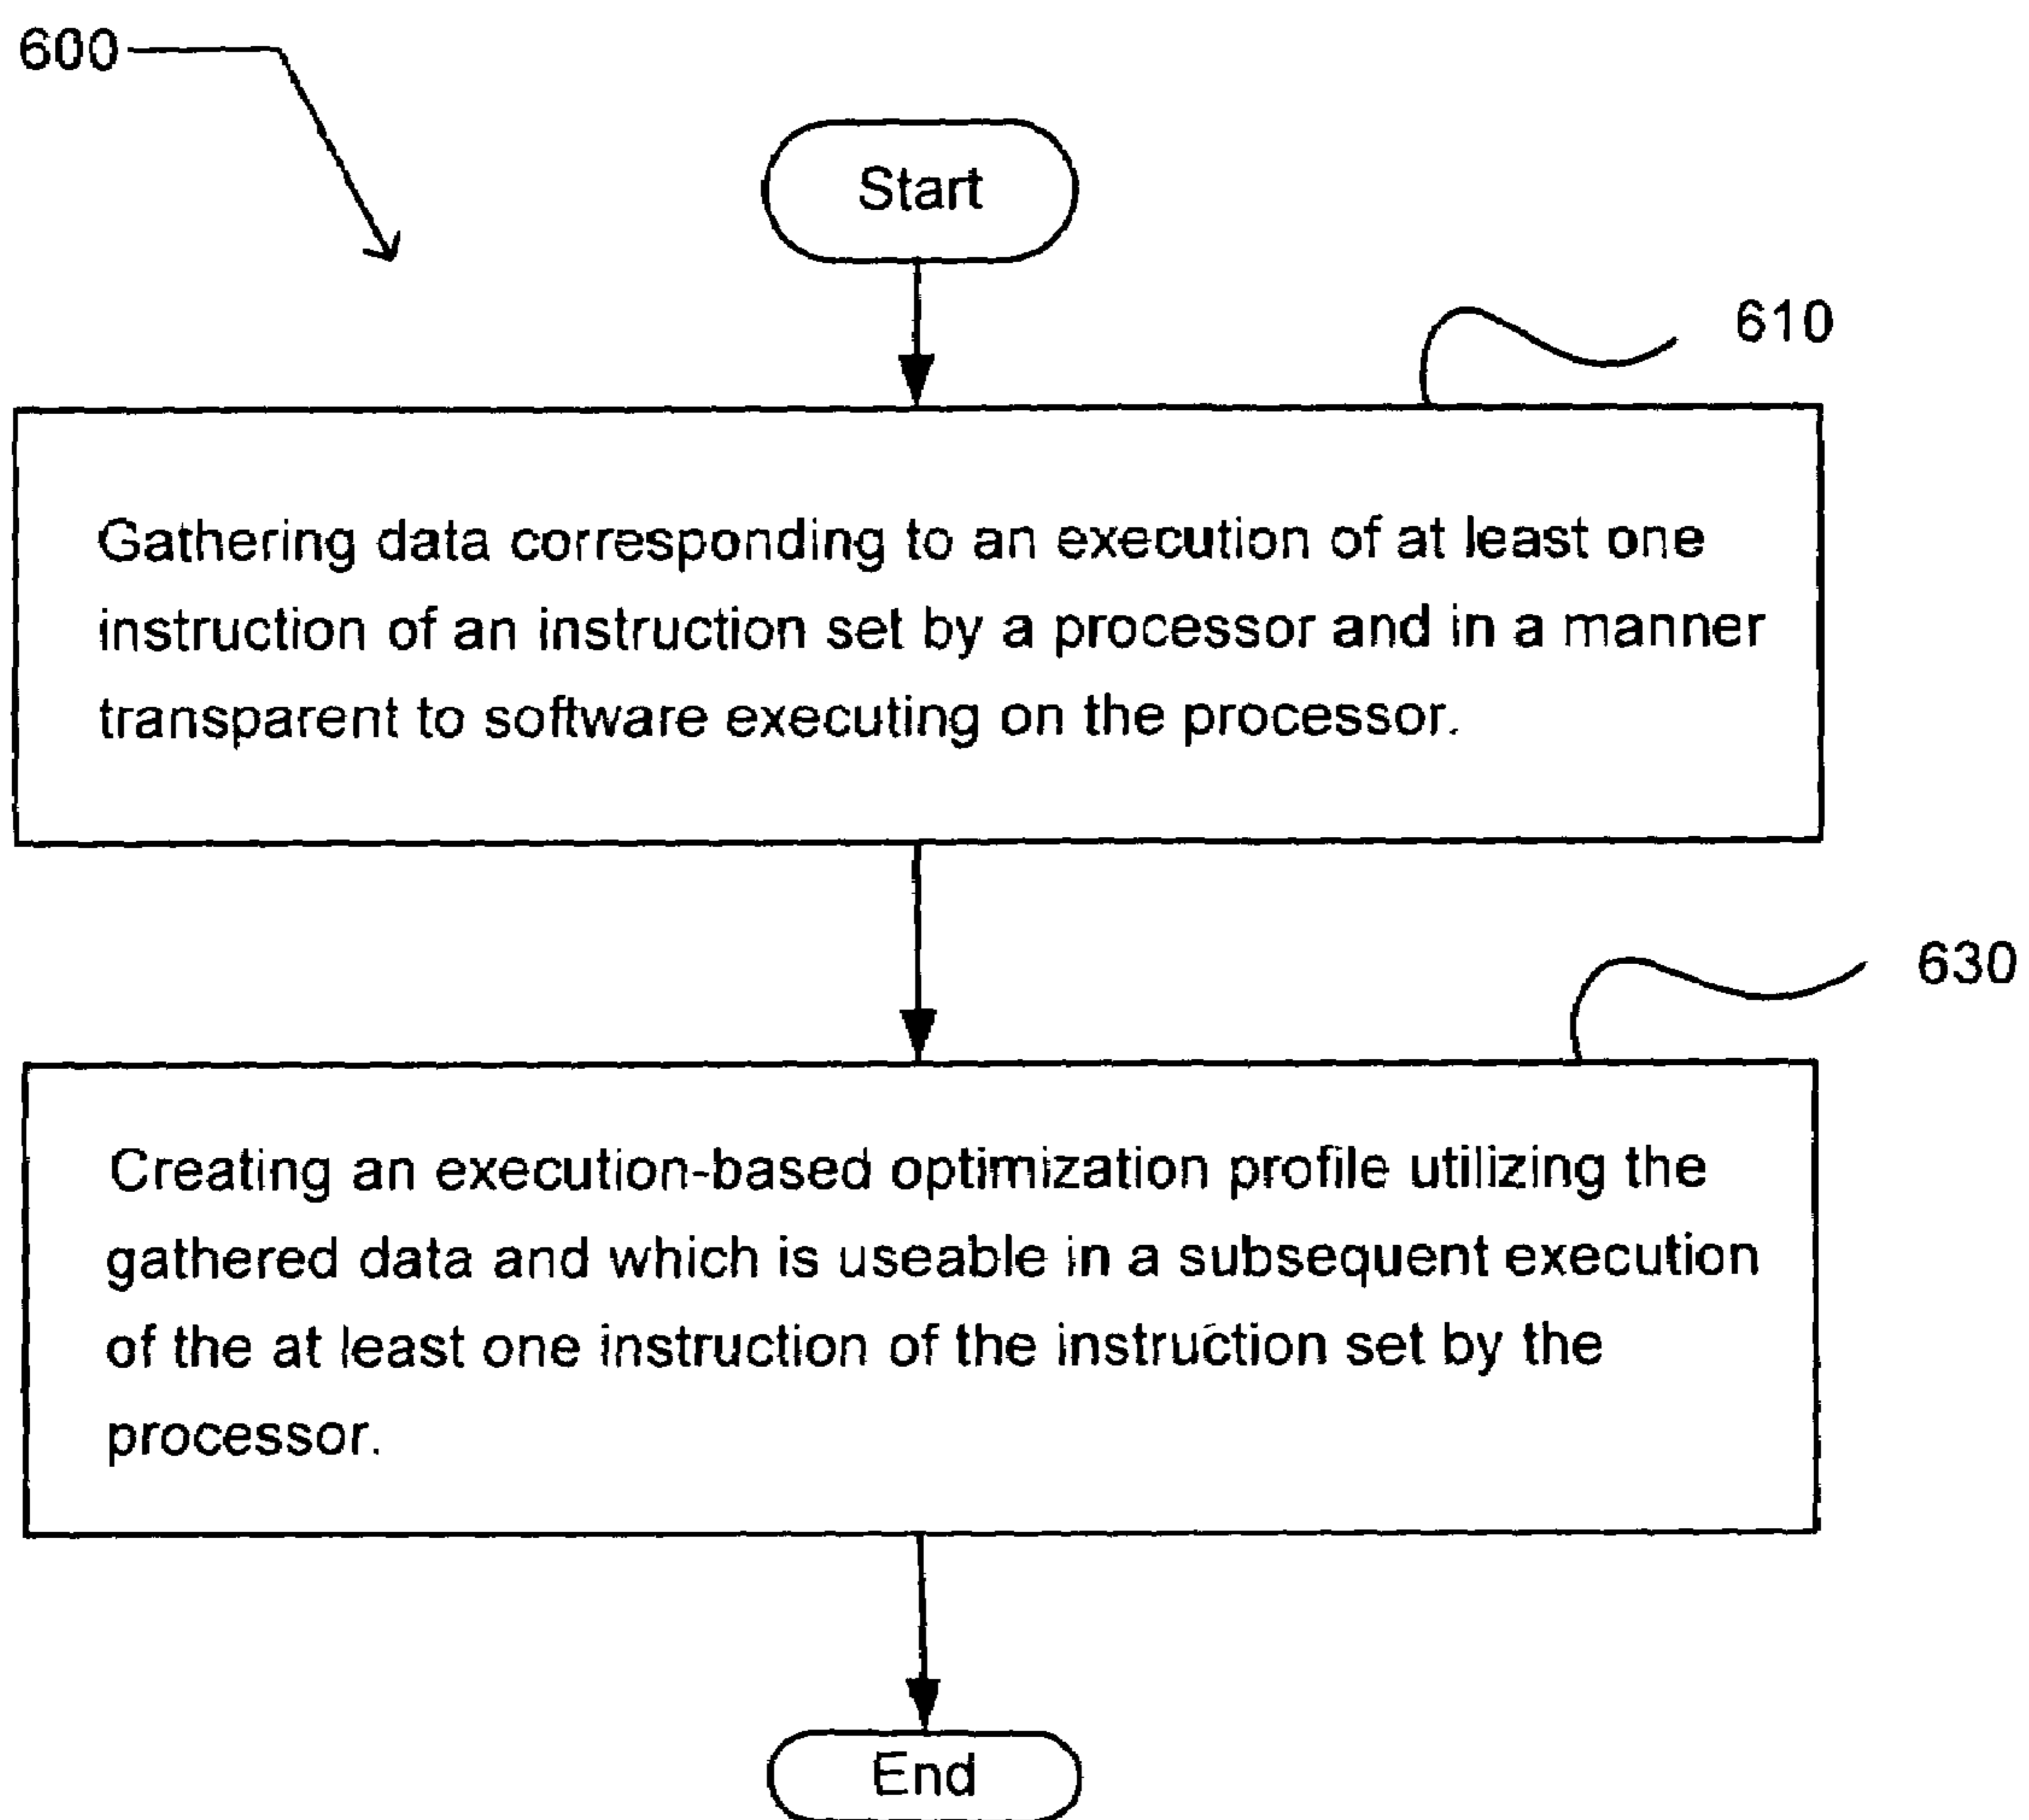 600
Start
610
Gathering data corresponding to an execution of at least one
instruction of an instruction set by a processor and in a manner
transparent to software executing on the processor.
630
Creating an execution-based optimization profile utilizing the
gathered data and which is useable in a subsequent execution
of the at least one instruction of the instruction set by the
processor.
End